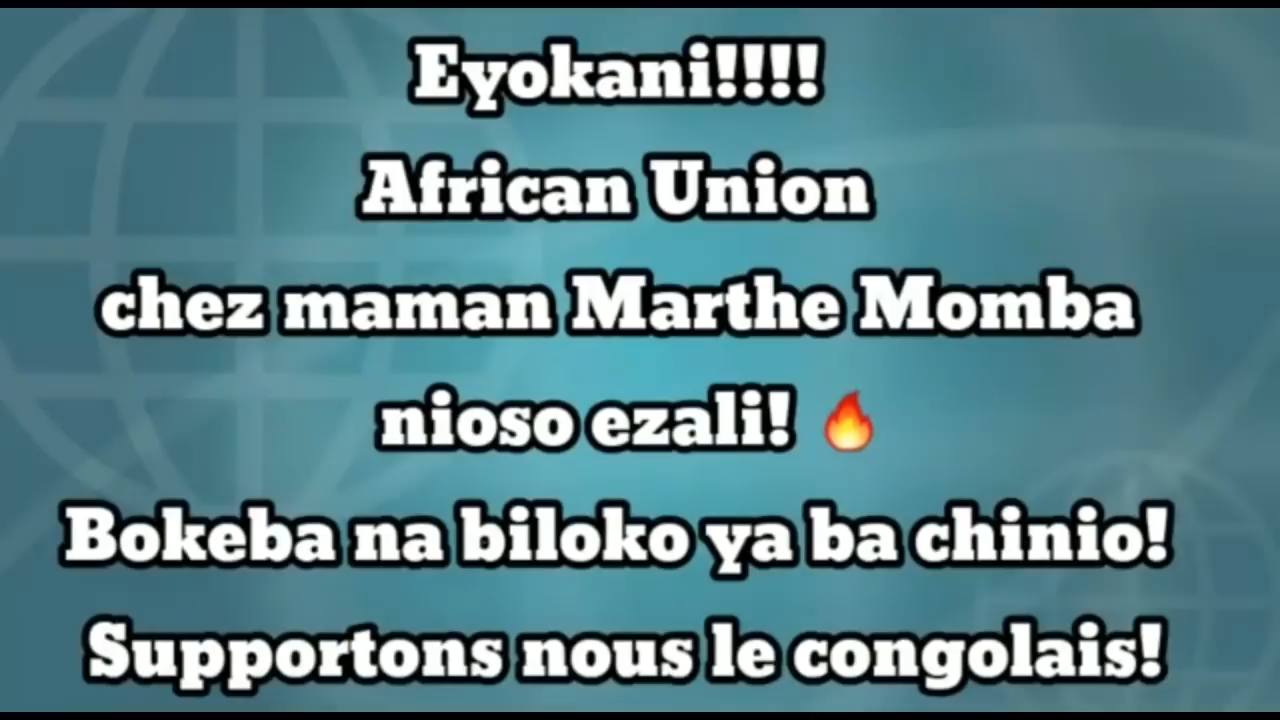 Eyokani!!!!
African Union
chez maman Marthe Momba
nioso ezali! 🔥
Bokeba na biloko ya ba chinio!
Supportons nous le congolais!